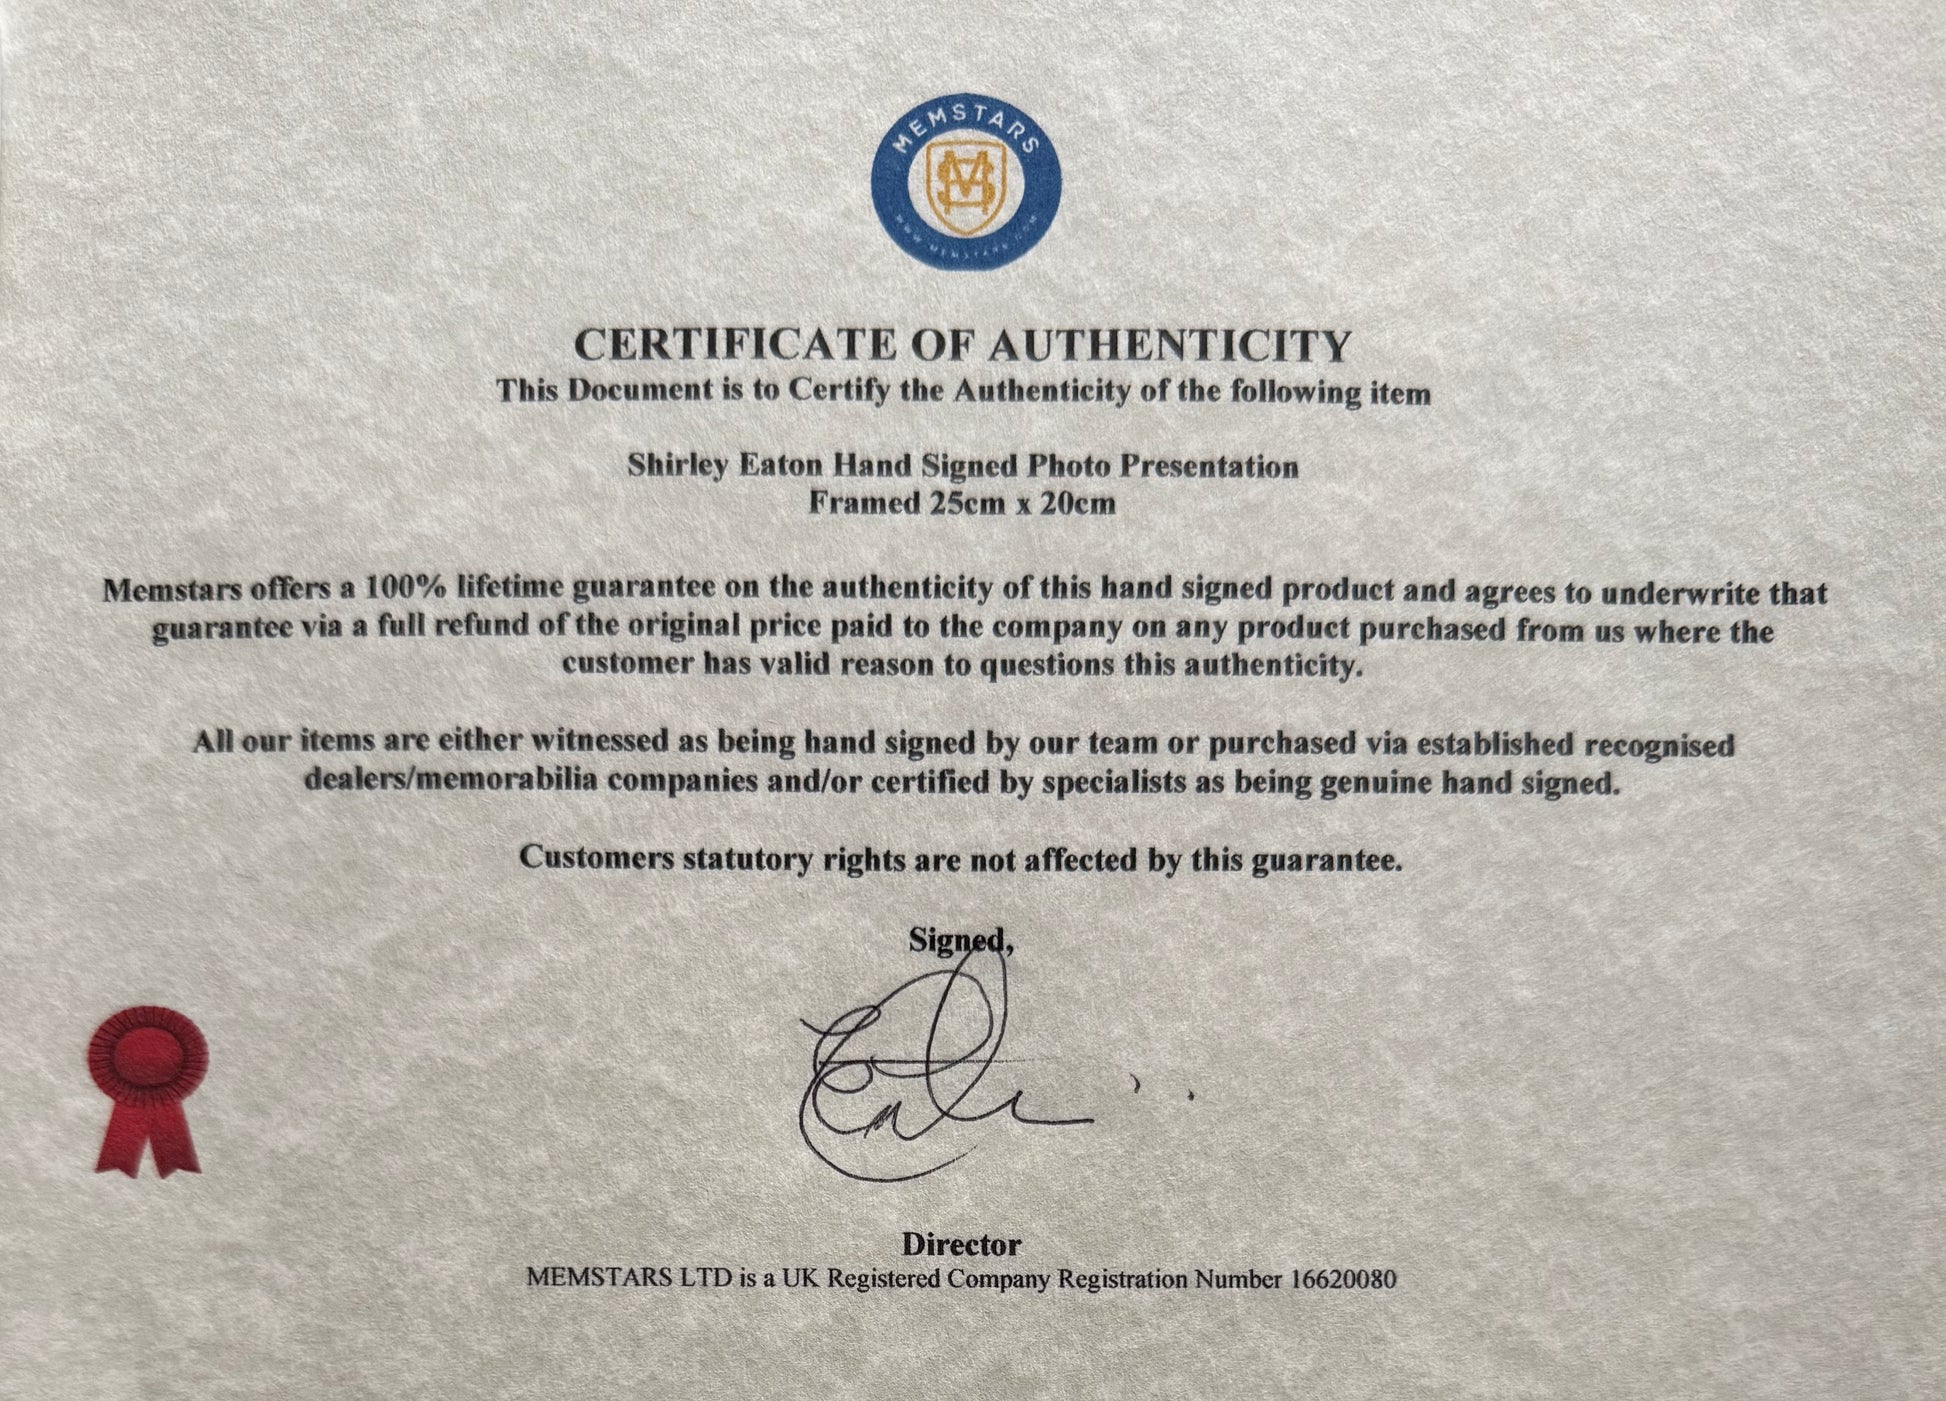 MEMSTARS
MS
WWW.MEMSTARS.COM
CERTIFICATE OF AUTHENTICITY
This Document is to Certify the Authenticity of the following item
Shirley Eaton Hand Signed Photo Presentation
Framed 25cm x 20cm
Memstars offers a 100% lifetime guarantee on the authenticity of this hand signed product and agrees to underwrite that
guarantee via a full refund of the original price paid to the company on any product purchased from us where the
customer has valid reason to questions this authenticity.
All our items are either witnessed as being hand signed by our team or purchased via established recognised
dealers/memorabilia companies and/or certified by specialists as being genuine hand signed.
Customers statutory rights are not affected by this guarantee.
Signed,
Director
MEMSTARS LTD is a UK Registered Company Registration Number 16620080